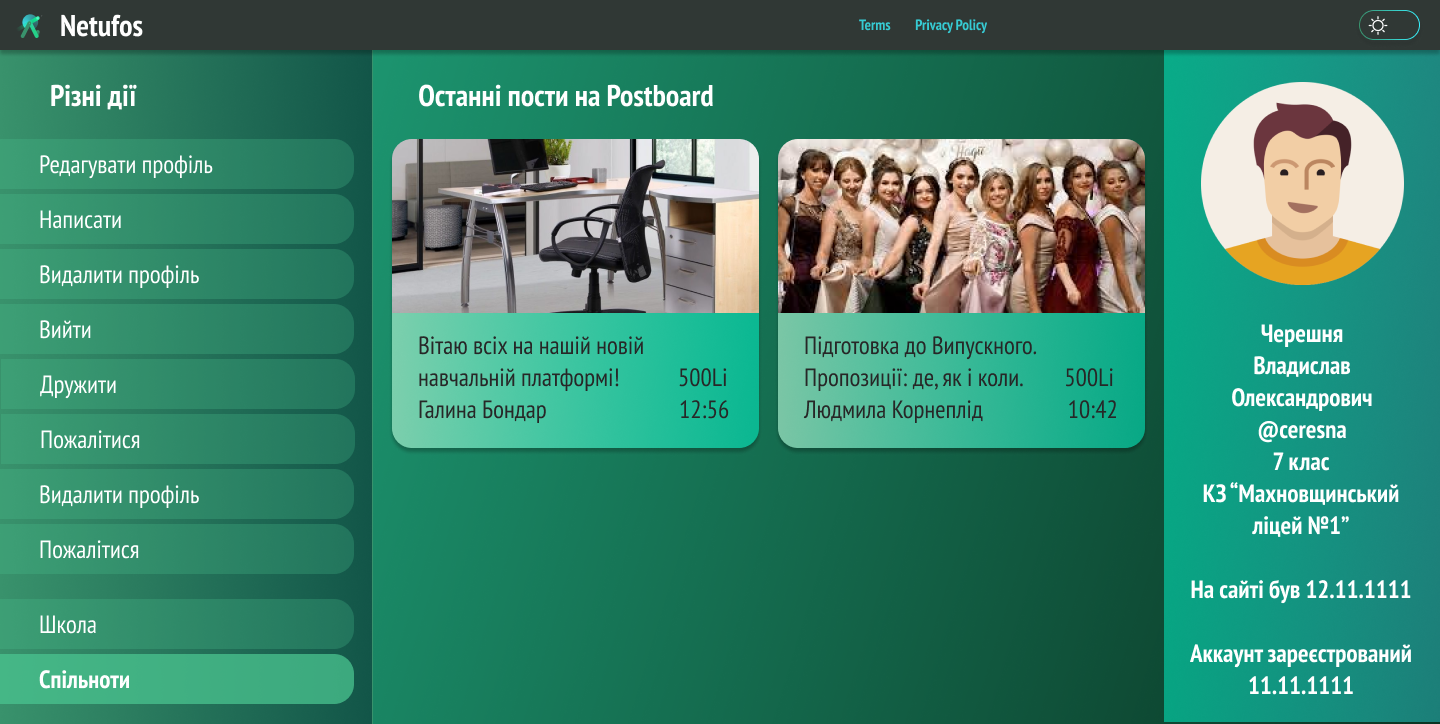 Netufos
Terms
Privacy Policy
Різні дії
Редагувати профіль
Написати
Видалити профіль
Вийти
Дружити
Пожалітися
Видалити профіль
Пожалітися
Школа
Спільноти
Останні пости на Postboard
Вітаю всіх на нашій новій
навчальній платформі! 500Li
Галина Бондар 12:56
Підготовка до Випускного.
Пропозиції: де, як і коли. 500Li
Людмила Корнеплід 10:42
Черешня
Владислав
Олександрович
@ceresna
7 клас
КЗ “Махновщинський
ліцей №1”
На сайті був 12.11.1111
Аккаунт зареєстрований
11.11.1111